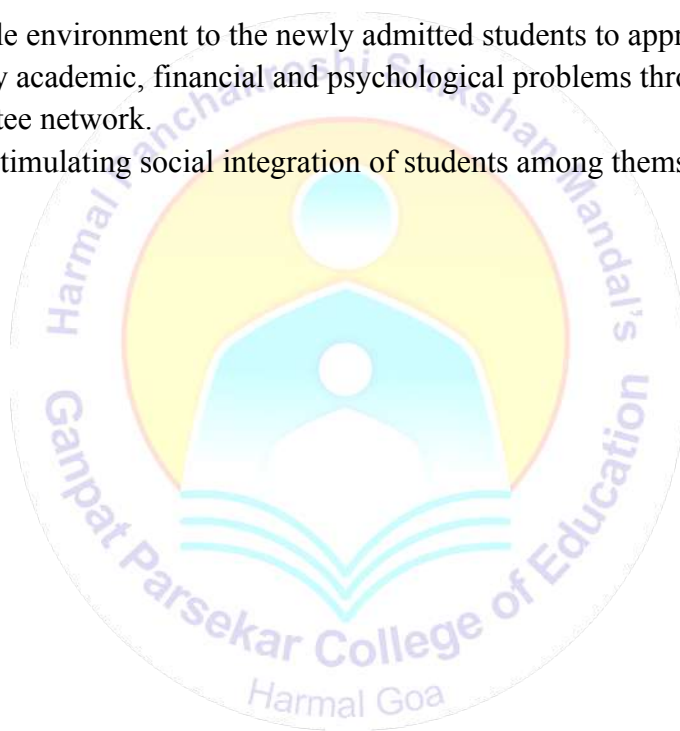 le environment to the newly admitted students to appr
y academic, financial and psychological problems thro
tee network.
stimulating social integration of students among thems
Harmal Panchakroshi Shikshan Mandal's
Ganpat Parsekar College of Education
Harmal Goa